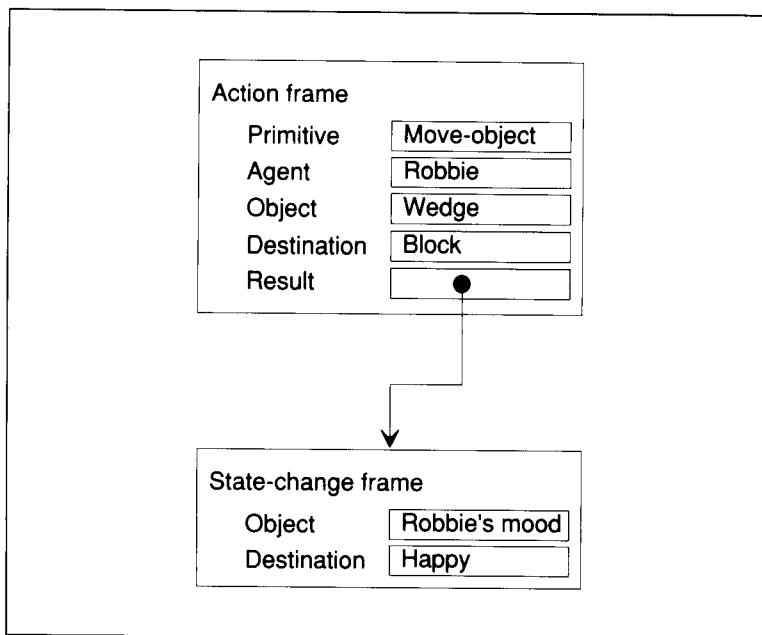 Action frame
Primitive Move-object
Agent Robbie
Object Wedge
Destination Block
Result
State-change frame
Object Robbie's mood
Destination Happy